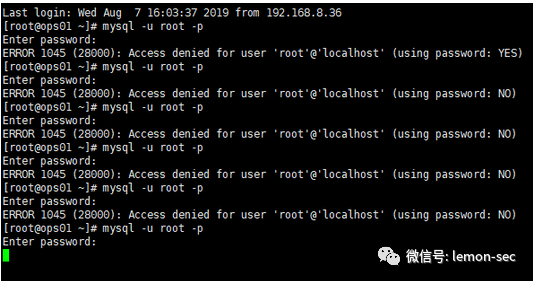 Last login: Wed Aug  7 16:03:37 2019 from 192.168.8.36
[root@ops01 ~]# mysql -u root -p
Enter password:
ERROR 1045 (28000): Access denied for user 'root'@'localhost' (using password: YES)
[root@ops01 ~]# mysql -u root -p
Enter password:
ERROR 1045 (28000): Access denied for user 'root'@'localhost' (using password: NO)
[root@ops01 ~]# mysql -u root -p
Enter password:
ERROR 1045 (28000): Access denied for user 'root'@'localhost' (using password: NO)
[root@ops01 ~]# mysql -u root -p
Enter password:
ERROR 1045 (28000): Access denied for user 'root'@'localhost' (using password: NO)
[root@ops01 ~]# mysql -u root -p
Enter password:
ERROR 1045 (28000): Access denied for user 'root'@'localhost' (using password: NO)
[root@ops01 ~]# mysql -u root -p
Enter password:
微信号: lemon-sec